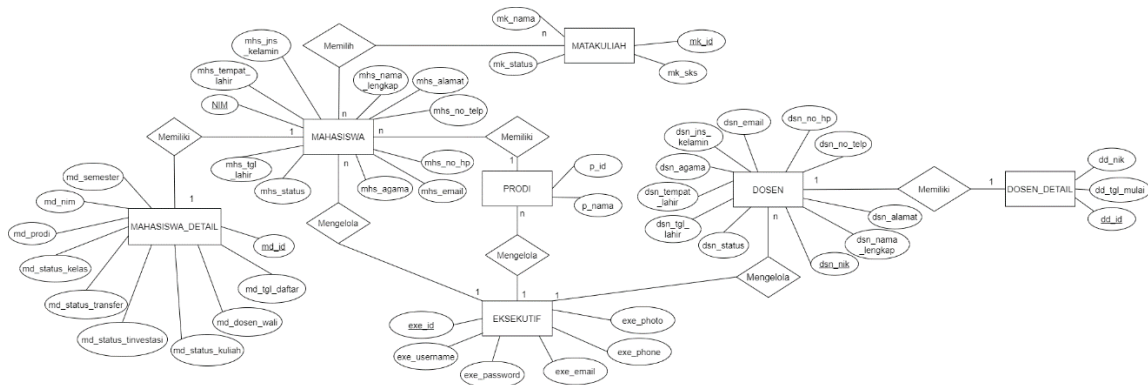 mk_nama
n
MATAKULIAH
mk_id
mk_status
mk_sks
Memilih
n
mhs_jns
_kelamin
mhs_tempat_
lahir
NIM
mhs_nama
_lengkap
mhs_alamat
mhs_no_telp
MAHASISWA
1
n
n
Memiliki
1
mhs_tgl_
lahir
mhs_status
mhs_agama
mhs_email
mhs_no_hp
Memiliki
1
PRODI
p_id
p_nama
n
n
Mengelola
Mengelola
1
1
1
md_semester
md_nim
md_prodi
MAHASISWA_DETAIL
md_id
md_status_kelas
md_tgl_daftar
md_status_transfer
md_dosen_wali
md_status_tinvestasi
md_status_kuliah
EKSEKUTIF
exe_id
exe_username
exe_password
exe_email
exe_phone
exe_photo
dsn_email
dsn_no_hp
dsn_jns_
kelamin
dsn_no_telp
dsn_agama
DOSEN
1
Memiliki
1
DOSEN_DETAIL
dd_nik
dd_tgl_mulai
dd_id
dsn_tempat
_lahir
dsn_tgl_
lahir
dsn_status
n
dsn_alamat
dsn_nama
_lengkap
dsn_nik
Mengelola